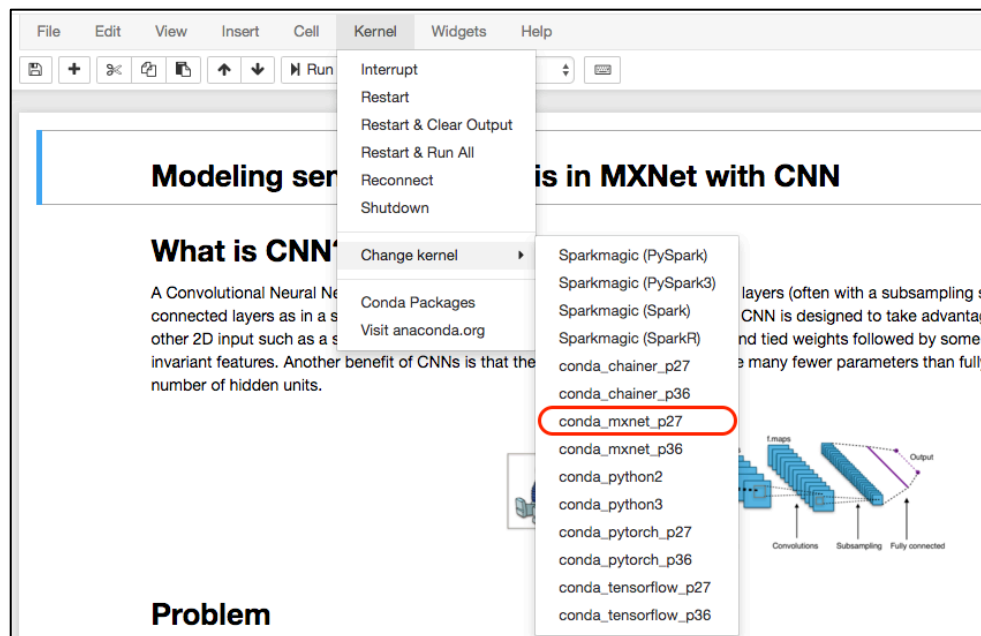 File Edit View Insert Cell Kernel Widgets Help
Run
Interrupt
Restart
Restart & Clear Output
Restart & Run All
Reconnect
Shutdown
Change kernel
Conda Packages
Visit anaconda.org
Sparkmagic (PySpark)
Sparkmagic (PySpark3)
Sparkmagic (Spark)
Sparkmagic (SparkR)
conda_chainer_p27
conda_chainer_p36
conda_mxnet_p27
conda_mxnet_p36
conda_python2
conda_python3
conda_pytorch_p27
conda_pytorch_p36
conda_tensorflow_p27
conda_tensorflow_p36
Modeling sen is in MXNet with CNN
What is CNN?
A Convolutional Neural Ne layers (often with a subsampling s
connected layers as in a s CNN is designed to take advantag
other 2D input such as a s nd tied weights followed by some
invariant features. Another benefit of CNNs is that the e many fewer parameters than fully
number of hidden units.
f.maps
Output
Convolutions Subsampling Fully connected
Problem